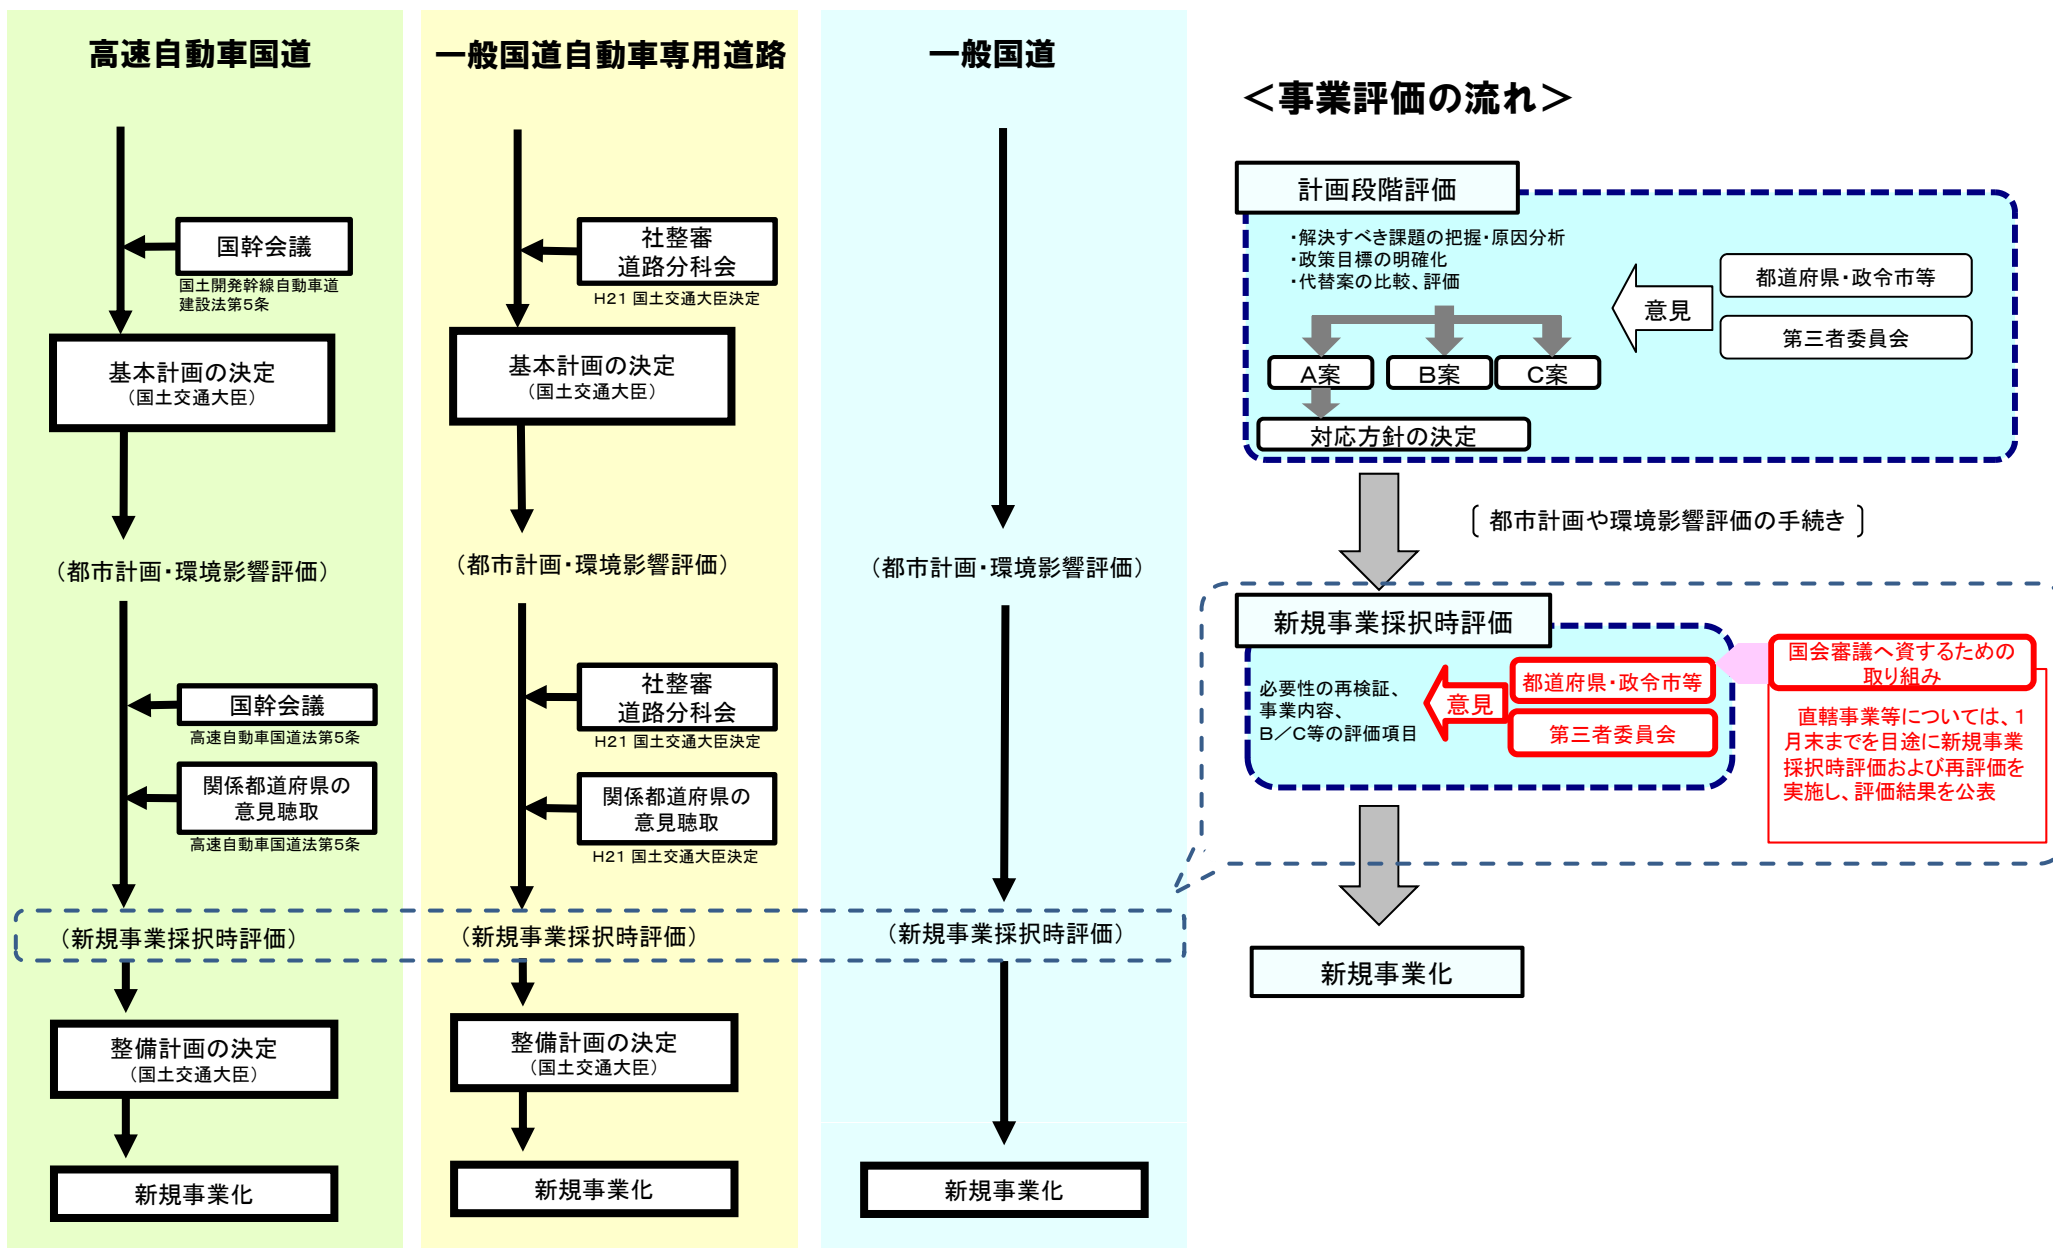 高速自動車国道
国幹会議
国土開発幹線自動車道
建設法第5条
基本計画の決定
（国土交通大臣）
（都市計画・環境影響評価）
国幹会議
高速自動車国道法第5条
関係都道府県の
意見聴取
高速自動車国道法第5条
（新規事業採択時評価）
整備計画の決定
（国土交通大臣）
新規事業化
一般国道自動車専用道路
社整審
道路分科会
H21 国土交通大臣決定
基本計画の決定
（国土交通大臣）
（都市計画・環境影響評価）
社整審
道路分科会
H21 国土交通大臣決定
関係都道府県の
意見聴取
H21 国土交通大臣決定
（新規事業採択時評価）
整備計画の決定
（国土交通大臣）
新規事業化
一般国道
（都市計画・環境影響評価）
（新規事業採択時評価）
新規事業化
＜事業評価の流れ＞
計画段階評価
・解決すべき課題の把握・原因分析
・政策目標の明確化
・代替案の比較、評価
意見
都道府県・政令市等
第三者委員会
A案
B案
C案
対応方針の決定
〔 都市計画や環境影響評価の手続き 〕
新規事業採択時評価
必要性の再検証、
事業内容、
B／C等の評価項目
意見
都道府県・政令市等
第三者委員会
国会審議へ資するための
取り組み
直轄事業等については、1
月末までを目途に新規事業
採択時評価および再評価を
実施し、評価結果を公表
新規事業化